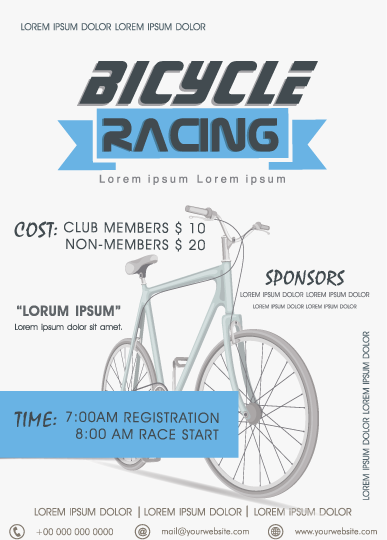 LOREM IPSUM DOLOR LOREM IPSUM DOLOR
BICYCLE
RACING
Lorem ipsum Lorem ipsum
COST: CLUB MEMBERS $ 10
NON-MEMBERS $ 20
SPONSORS
LOREM IPSUM DOLOR LOREM IPSUM DOLOR
LOREM IPSUM DOLOR LOREM IPSUM DOLOR
“LORUM IPSUM”
Lorem ipsum dolor sit amet.
LOREM IPSUM DOLOR LOREM IPSUM DOLOR
TIME: 7:00AM REGISTRATION
8:00 AM RACE START
LOREM IPSUM DOLOR | LOREM IPSUM DOLOR | LOREM IPSUM DOLOR
+00 000 000 0000 mail@yourwebsite.com www.yourwebsite.com